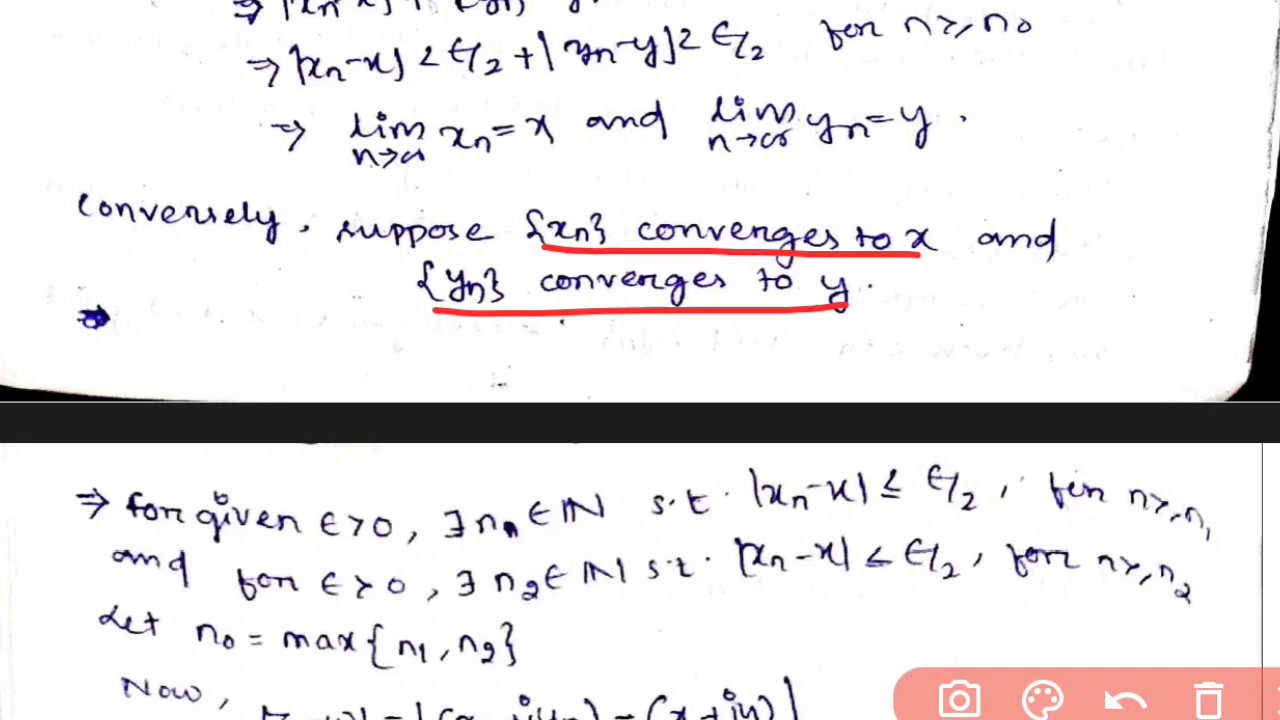 ⇒ |xn-x| < ϵ/2 + |yn-y| < ϵ/2 for n ≥ n0
⇒ lim n→∞ xn = x and lim n→∞ yn = y .
Conversely, suppose {xn} converges to x and
{yn} converges to y.
⇒ for given ϵ > 0, ∃ n1 ∈ ℕ s.t. |xn-x| ≤ ϵ/2, for n ≥ n1
and for ϵ > 0, ∃ n2 ∈ ℕ s.t. |xn-x| ≤ ϵ/2, for n ≥ n2
Let n0 = max{n1, n2}
Now,